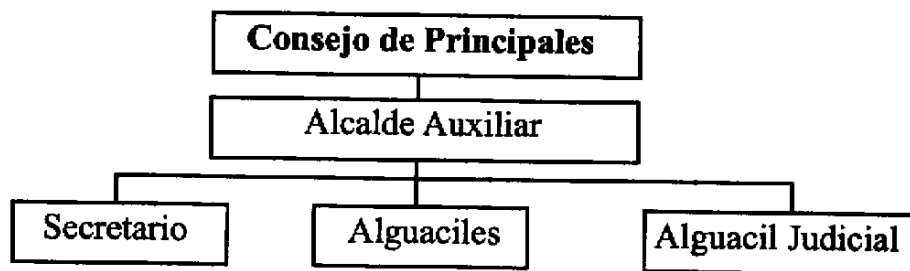 Consejo de Principales
Alcalde Auxiliar
Secretario
Alguaciles
Alguacil Judicial